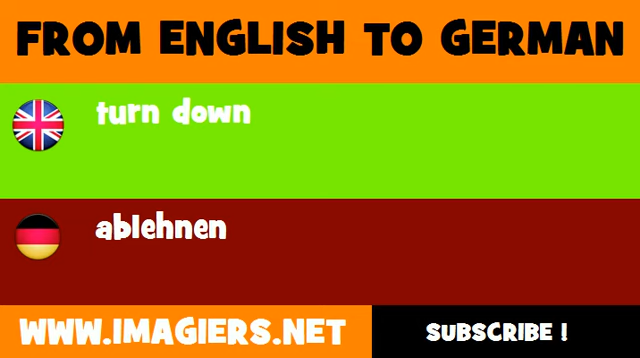 FROM ENGLISH TO GERMAN
turn down
ablehnen
WWW.IMAGIERS.NET
SUBSCRIBE !